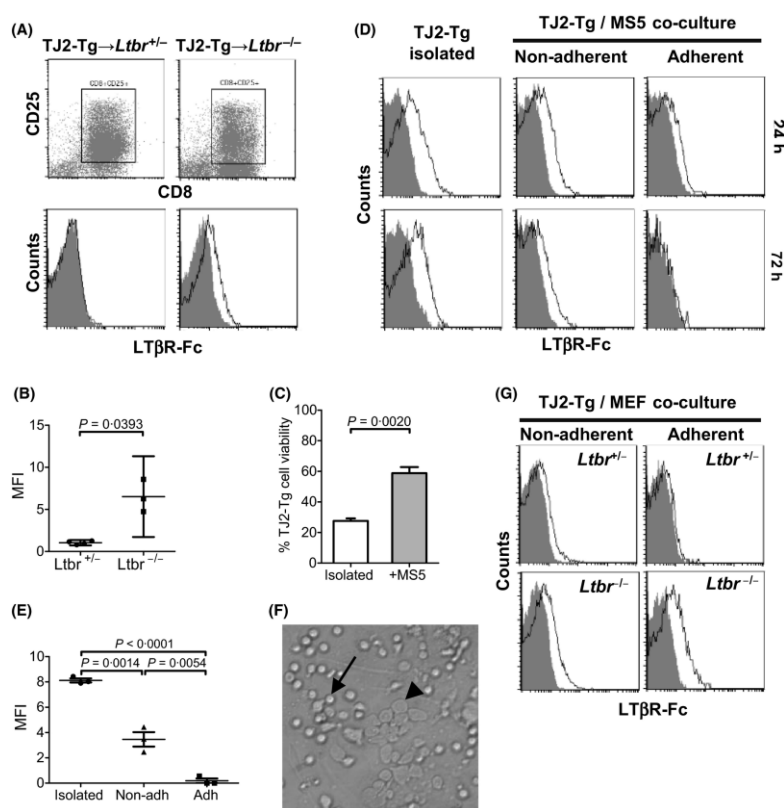 (A)
TJ2-Tg→Ltbr+/– TJ2-Tg→Ltbr–/–
CD8+CD25+ CD8+CD25+
CD25
CD8
Counts
LTβR-Fc
(D)
TJ2-Tg / MS5 co-culture
TJ2-Tg isolated
Non-adherent Adherent
24 h
Counts
72 h
LTβR-Fc
(B)
P = 0·0393
MFI
15
10
5
0
Ltbr+/– Ltbr–/–
(C)
P = 0·0020
% TJ2-Tg cell viability
100
80
60
40
20
0
Isolated +MS5
(G)
TJ2-Tg / MEF co-culture
Non-adherent Adherent
Ltbr+/– Ltbr+/–
Counts
Ltbr–/– Ltbr–/–
LTβR-Fc
(E)
P < 0·0001
P = 0·0014 P = 0·0054
MFI
10
8
6
4
2
0
Isolated Non-adh Adh
(F)